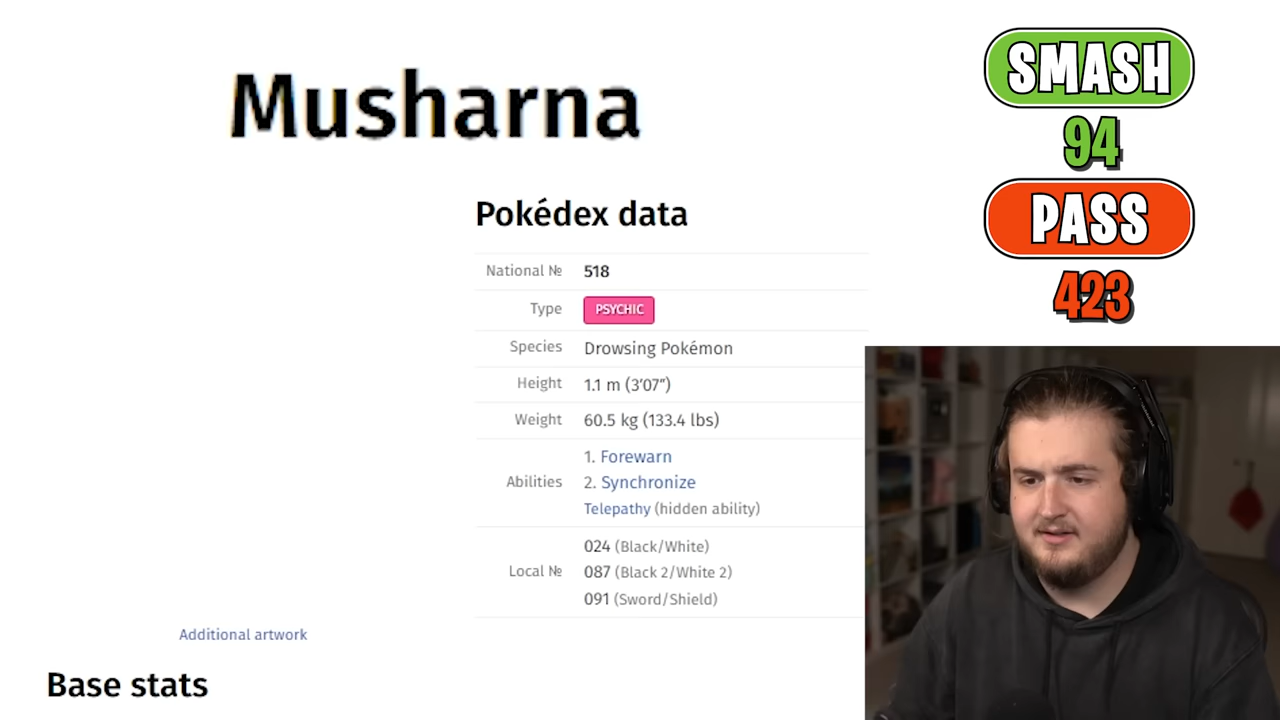 Musharna
Pokédex data
National № 518
Type PSYCHIC
Species Drowsing Pokémon
Height 1.1 m (3′07″)
Weight 60.5 kg (133.4 lbs)
Abilities
1. Forewarn
2. Synchronize
Telepathy (hidden ability)
Local №
024 (Black/White)
087 (Black 2/White 2)
091 (Sword/Shield)
Additional artwork
Base stats
SMASH
94
PASS
423